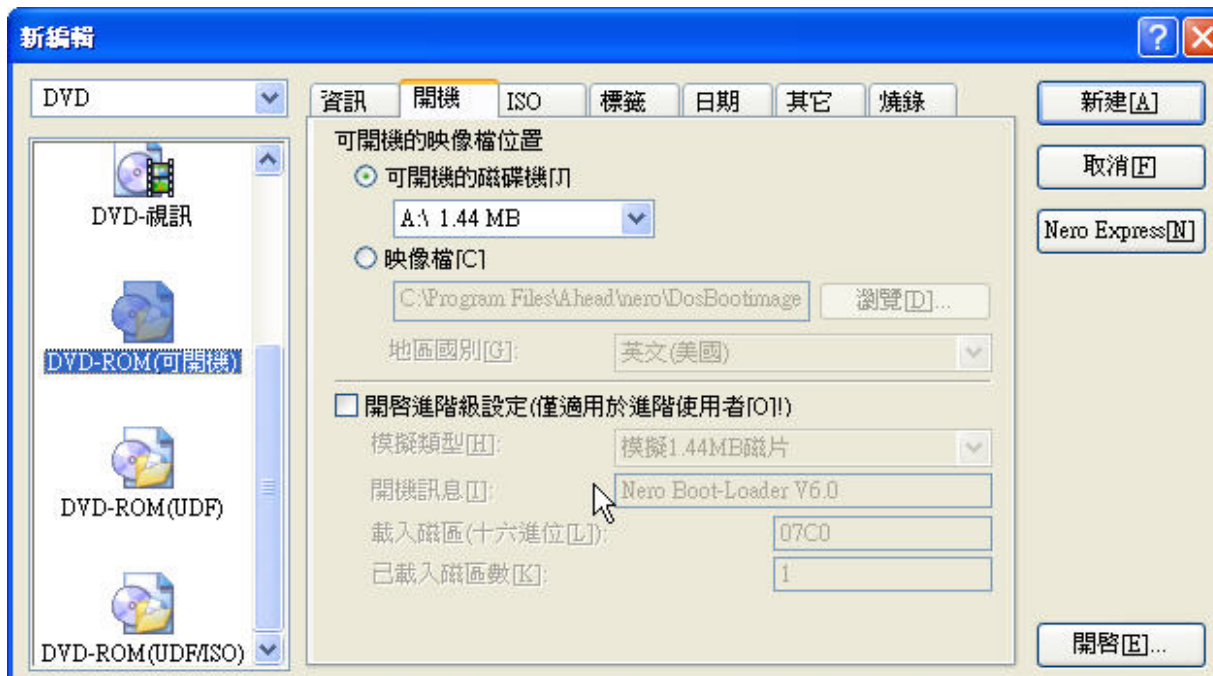 新編輯
DVD
資訊 開機 ISO 標籤 日期 其它 燒錄
新建[A]
取消[F]
Nero Express[N]
DVD-視訊
DVD-ROM(可開機)
DVD-ROM(UDF)
DVD-ROM(UDF/ISO)
可開機的映像檔位置
可開機的磁碟機[J]
A:\ 1.44 MB
映像檔[C]
C:\Program Files\Ahead\nero\DosBootimage
瀏覽[D]...
地區國別[G]: 英文(美國)
開啓進階級設定(僅適用於進階使用者[O]!)
模擬類型[H]: 模擬1.44MB磁片
開機訊息[I]: Nero Boot-Loader V6.0
載入磁區(十六進位[L]): 07C0
已載入磁區數[K]: 1
開啓[E]...